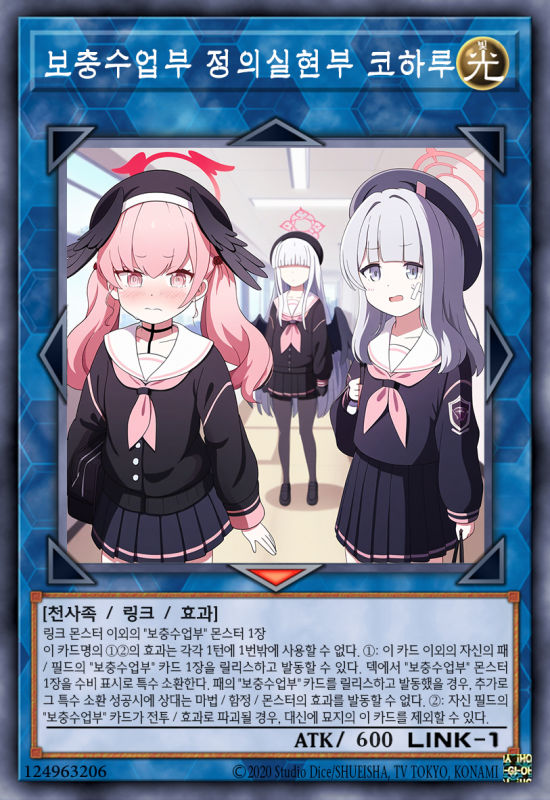 보충수업부 정의실현부 코하루
빛
光
[천사족 / 링크 / 효과]
링크 몬스터 이외의 "보충수업부" 몬스터 1장
이 카드명의 ①②의 효과는 각각 1턴에 1번밖에 사용할 수 없다. ①: 이 카드 이외의 자신의 패
/ 필드의 "보충수업부" 카드 1장을 릴리스하고 발동할 수 있다. 덱에서 "보충수업부" 몬스터
1장을 수비 표시로 특수 소환한다. 패의 "보충수업부" 카드를 릴리스하고 발동했을 경우, 추가로
그 특수 소환 성공시에 상대는 마법 / 함정 / 몬스터의 효과를 발동할 수 없다. ②: 자신 필드의
"보충수업부" 카드가 전투 / 효과로 파괴될 경우, 대신에 묘지의 이 카드를 제외할 수 있다.
ATK/ 600 LINK-1
124963206 ©2020 Studio Dice/SHUEISHA, TV TOKYO, KONAMI